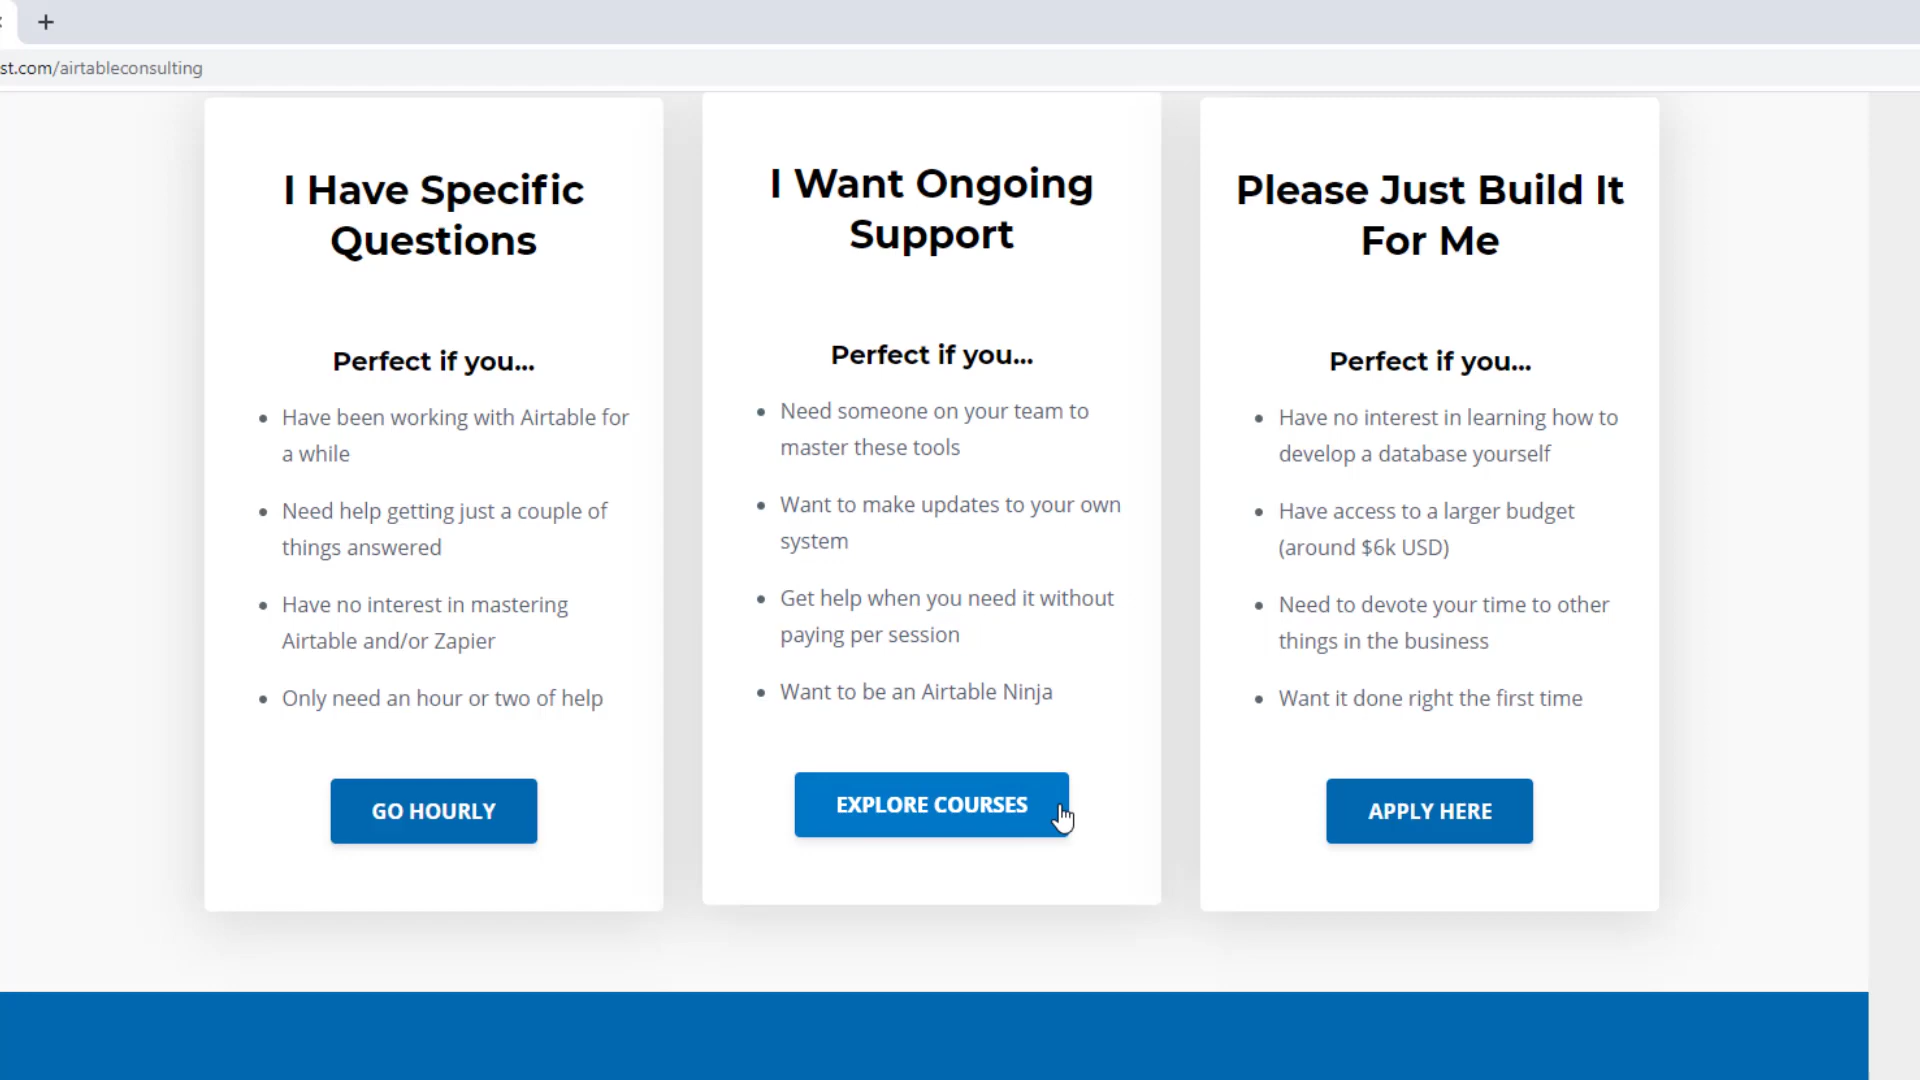 st.com/airtableconsulting
I Have Specific
Questions
Perfect if you...
Have been working with Airtable for
a while
Need help getting just a couple of
things answered
Have no interest in mastering
Airtable and/or Zapier
Only need an hour or two of help
GO HOURLY
I Want Ongoing
Support
Perfect if you...
Need someone on your team to
master these tools
Want to make updates to your own
system
Get help when you need it without
paying per session
Want to be an Airtable Ninja
EXPLORE COURSES
Please Just Build It
For Me
Perfect if you...
Have no interest in learning how to
develop a database yourself
Have access to a larger budget
(around $6k USD)
Need to devote your time to other
things in the business
Want it done right the first time
APPLY HERE